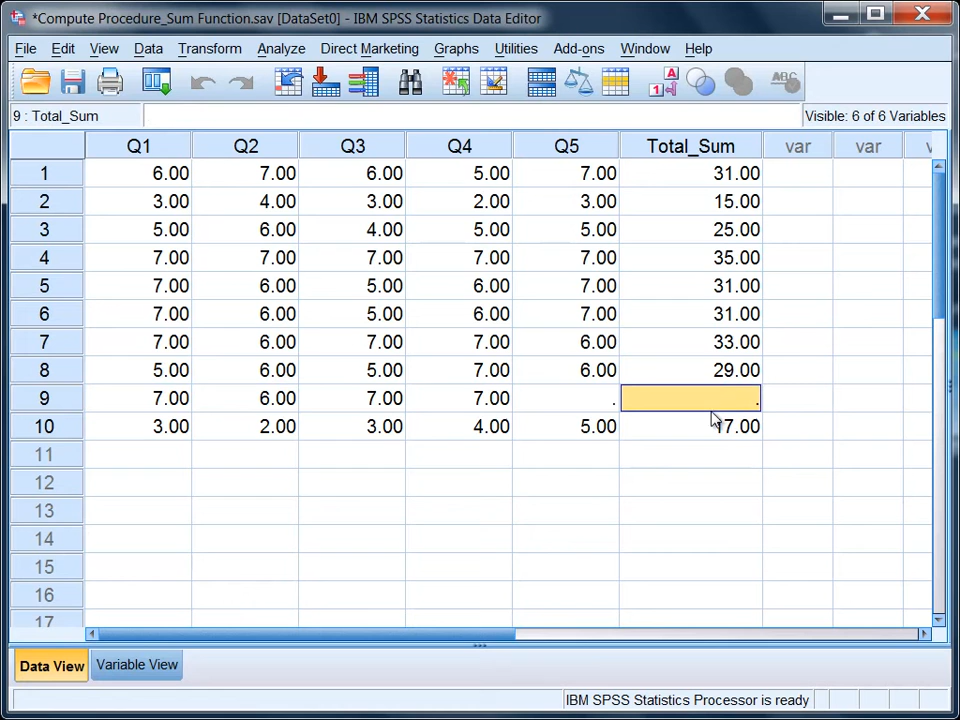 *Compute Procedure_Sum Function.sav [DataSet0] - IBM SPSS Statistics Data Editor
File Edit View Data Transform Analyze Direct Marketing Graphs Utilities Add-ons Window Help
9 : Total_Sum Visible: 6 of 6 Variables
Q1 Q2 Q3 Q4 Q5 Total_Sum var var
1 6.00 7.00 6.00 5.00 7.00 31.00
2 3.00 4.00 3.00 2.00 3.00 15.00
3 5.00 6.00 4.00 5.00 5.00 25.00
4 7.00 7.00 7.00 7.00 7.00 35.00
5 7.00 6.00 5.00 6.00 7.00 31.00
6 7.00 6.00 5.00 6.00 7.00 31.00
7 7.00 6.00 7.00 7.00 6.00 33.00
8 5.00 6.00 5.00 7.00 6.00 29.00
9 7.00 6.00 7.00 7.00 . .
10 3.00 2.00 3.00 4.00 5.00 17.00
11
12
13
14
15
16
17
Data View Variable View
IBM SPSS Statistics Processor is ready